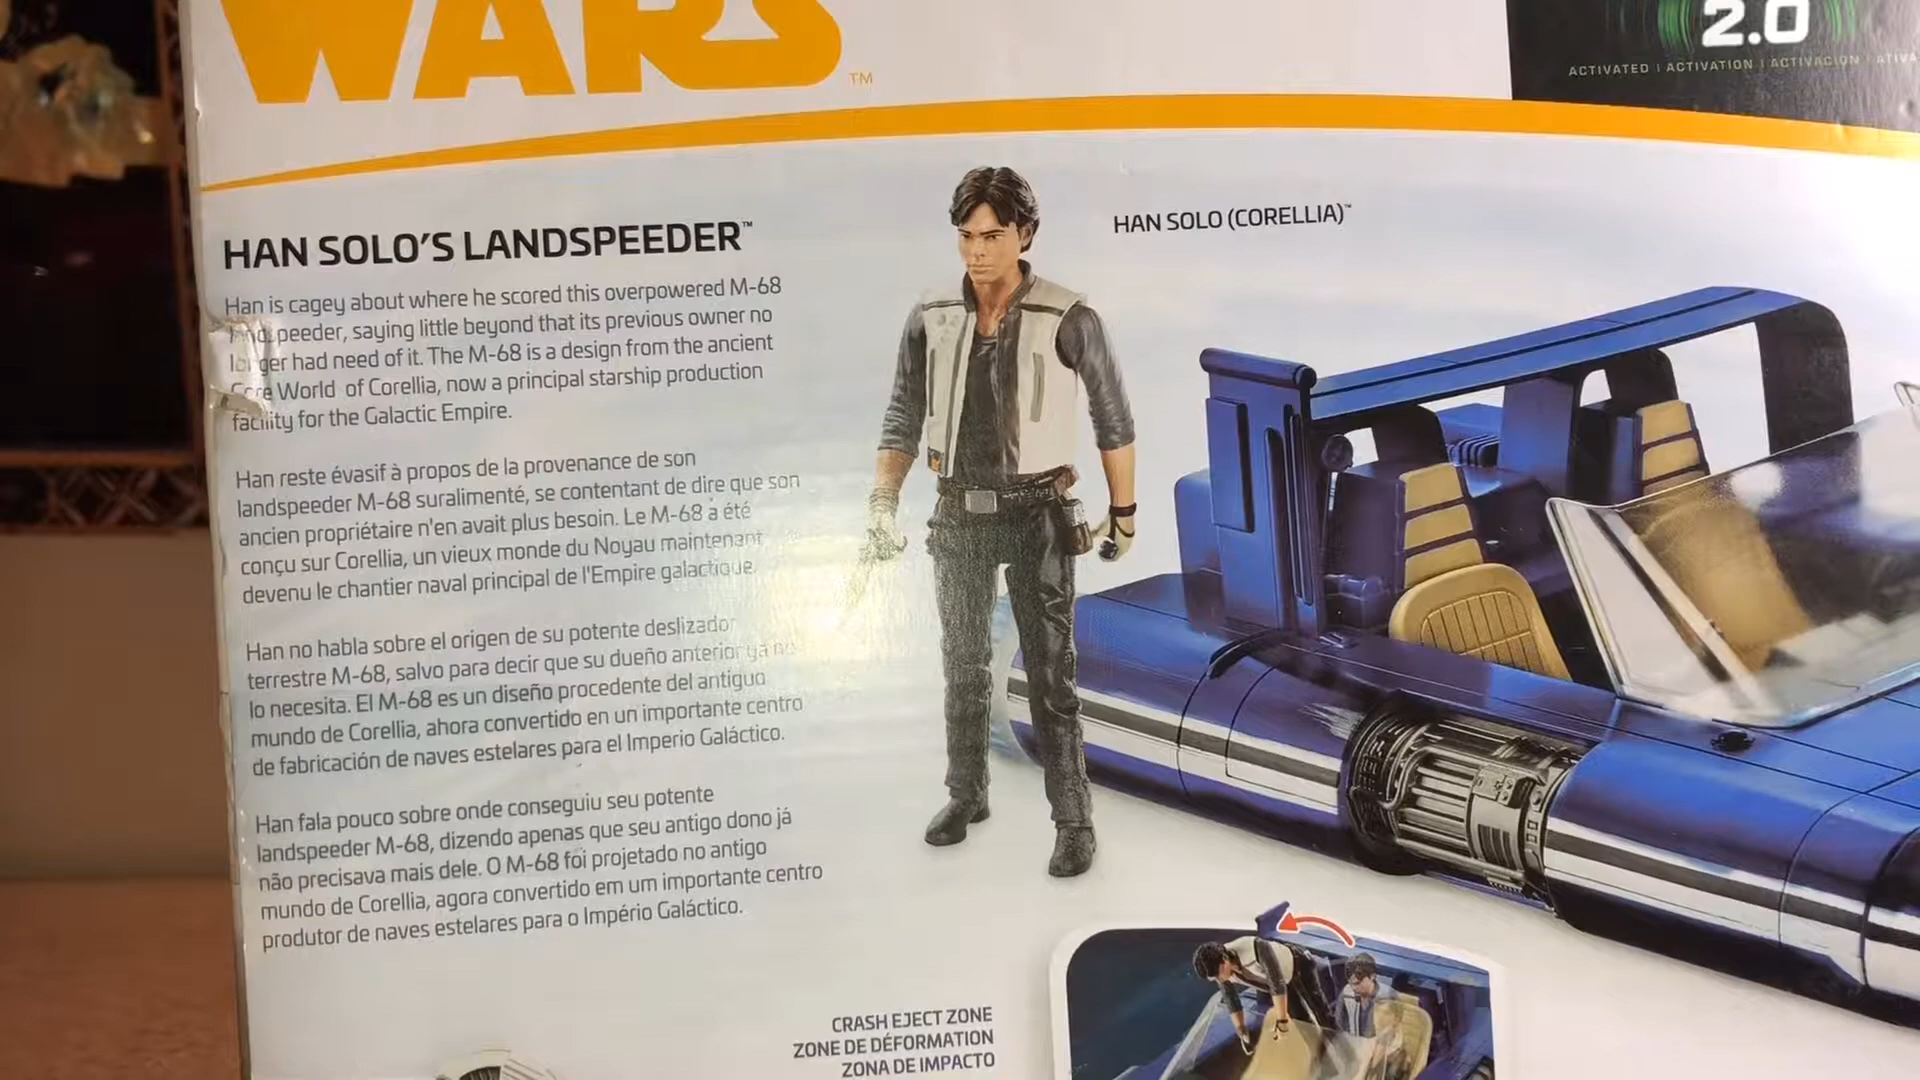 WARS™
2.0
ACTIVATED | ACTIVATION | ACTIVACIÓN | ATIVA
HAN SOLO'S LANDSPEEDER™
Han is cagey about where he scored this overpowered M-68
landspeeder, saying little beyond that its previous owner no
longer had need of it. The M-68 is a design from the ancient
Core World of Corellia, now a principal starship production
facility for the Galactic Empire.
Han reste évasif à propos de la provenance de son
landspeeder M-68 suralimenté, se contentant de dire que son
ancien propriétaire n'en avait plus besoin. Le M-68 a été
conçu sur Corellia, un vieux monde du Noyau maintenant
devenu le chantier naval principal de l'Empire galactique.
Han no habla sobre el origen de su potente deslizador
terrestre M-68, salvo para decir que su dueño anterior ya no
lo necesita. El M-68 es un diseño procedente del antiguo
mundo de Corellia, ahora convertido en un importante centro
de fabricación de naves estelares para el Imperio Galáctico.
Han fala pouco sobre onde conseguiu seu potente
landspeeder M-68, dizendo apenas que seu antigo dono já
não precisava mais dele. O M-68 foi projetado no antigo
mundo de Corellia, agora convertido em um importante centro
produtor de naves estelares para o Império Galáctico.
HAN SOLO (CORELLIA)™
CRASH EJECT ZONE
ZONE DE DÉFORMATION
ZONA DE IMPACTO